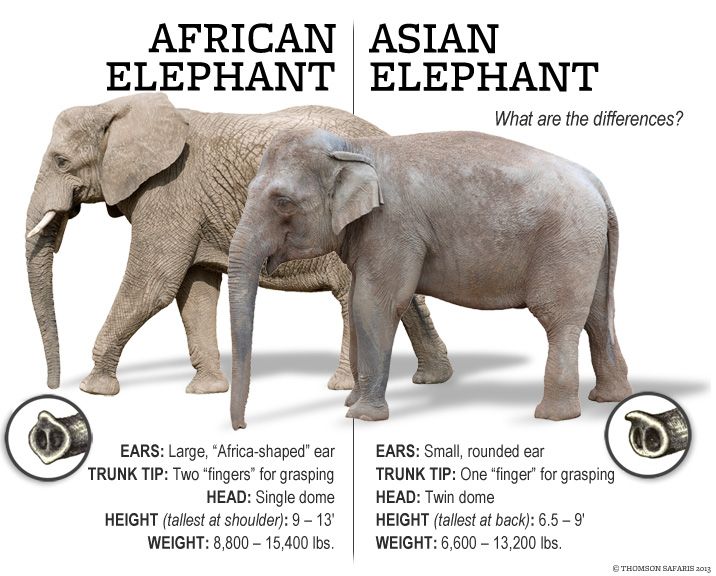 AFRICAN
ELEPHANT
ASIAN
ELEPHANT
What are the differences?
EARS: Large, “Africa-shaped” ear
TRUNK TIP: Two “fingers” for grasping
HEAD: Single dome
HEIGHT (tallest at shoulder): 9 – 13'
WEIGHT: 8,800 – 15,400 lbs.
EARS: Small, rounded ear
TRUNK TIP: One “finger” for grasping
HEAD: Twin dome
HEIGHT (tallest at back): 6.5 – 9'
WEIGHT: 6,600 – 13,200 lbs.
© THOMSON SAFARIS 2013